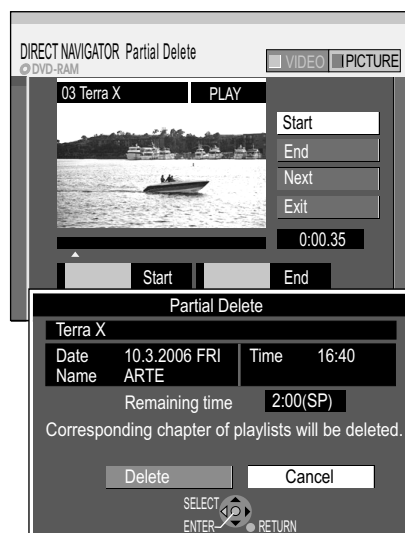 DIRECT NAVIGATOR Partial Delete
DVD-RAM
VIDEO PICTURE
03 Terra X PLAY
Start
End
Next
Exit
0:00.35
Start End
Partial Delete
Terra X
Date 10.3.2006 FRI Time 16:40
Name ARTE
Remaining time 2:00(SP)
Corresponding chapter of playlists will be deleted.
Delete Cancel
SELECT
ENTER RETURN